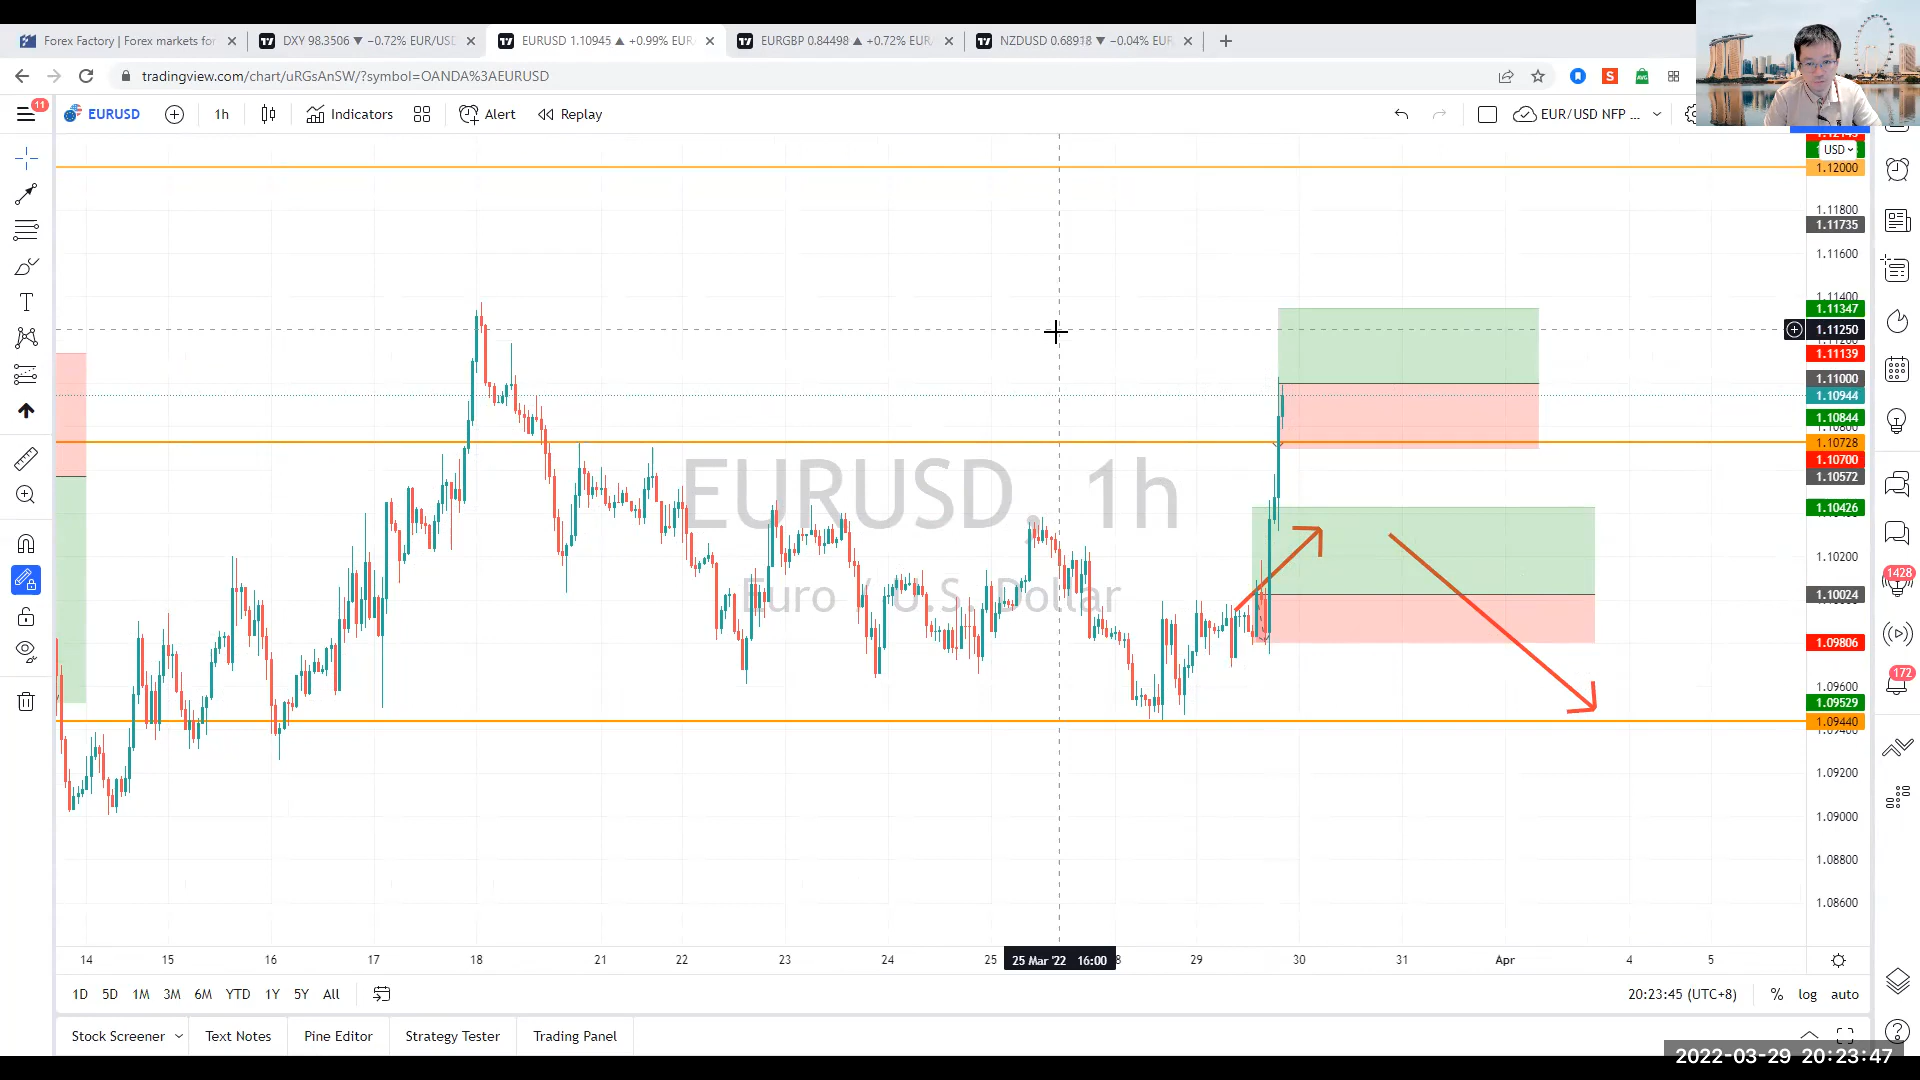 Forex Factory | Forex markets for
DXY 98.3506 ▼ −0.72% EUR/USD
EURUSD 1.10945 ▲ +0.99% EUR/
EURGBP 0.84498 ▲ +0.72% EUR/
NZDUSD 0.68918 ▼ −0.04% EUR
tradingview.com/chart/uRGsAnSW/?symbol=OANDA%3AEURUSD
11
EURUSD
1h
Indicators
Alert
Replay
EUR/USD NFP ...
USD
1.12000
1.11800
1.11735
1.11600
1.11400
1.11347
1.11250
1.11139
1.11000
1.10944
1.10844
1.10728
1.10700
1.10572
1.10426
1.10200
1.10024
1.09806
1.09600
1.09529
1.09440
1.09200
1.09000
1.08800
1.08600
EURUSD, 1h
Euro / U.S. Dollar
1428
172
14 15 16 17 18 21 22 23 24 25 25 Mar '22 16:00 8 29 30 31 Apr 4 5
1D 5D 1M 3M 6M YTD 1Y 5Y All
20:23:45 (UTC+8) % log auto
Stock Screener Text Notes Pine Editor Strategy Tester Trading Panel
2022-03-29 20:23:47